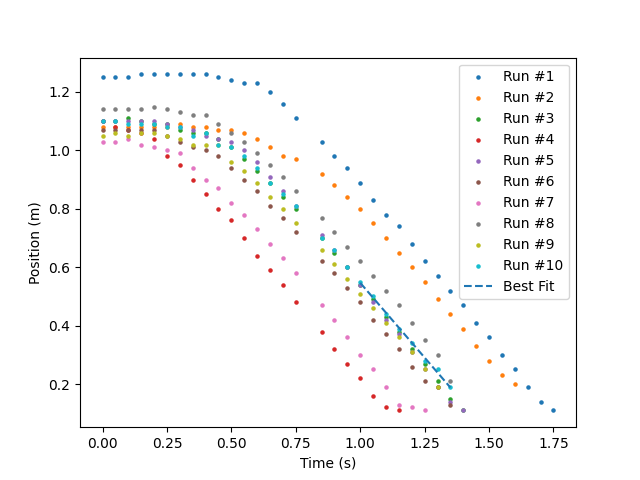 1.2
1.0
0.8
0.6
0.4
0.2
Position (m)
0.00 0.25 0.50 0.75 1.00 1.25 1.50 1.75
Time (s)
Run #1
Run #2
Run #3
Run #4
Run #5
Run #6
Run #7
Run #8
Run #9
Run #10
Best Fit